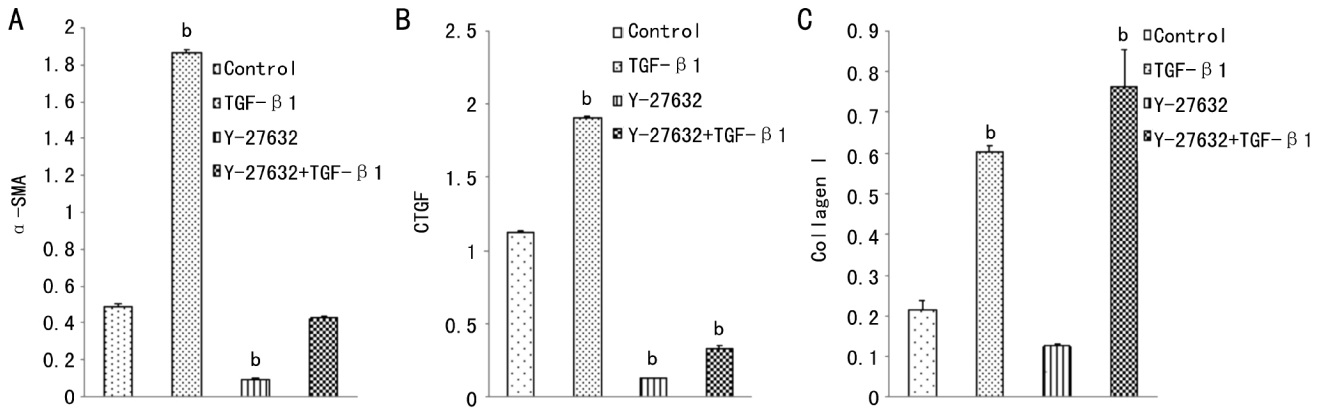 A
α-SMA
2
1.8
1.6
1.4
1.2
1
0.8
0.6
0.4
0.2
0
b
b
Control
TGF-β1
Y-27632
Y-27632+TGF-β1
B
CTGF
2.5
2
1.5
1
0.5
0
b
b
b
Control
TGF-β1
Y-27632
Y-27632+TGF-β1
C
Collagen I
0.9
0.8
0.7
0.6
0.5
0.4
0.3
0.2
0.1
0
b
b
Control
TGF-β1
Y-27632
Y-27632+TGF-β1